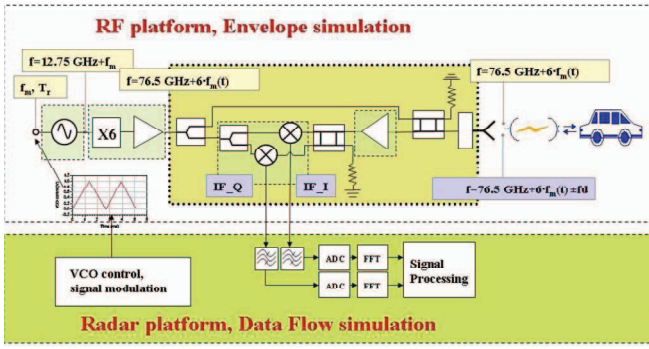 RF platform, Envelope simulation
f=12.75 GHz+fm
f=76.5 GHz+6·fm(t)
f=76.5 GHz+6·fm(t)
fm, Tr
X6
IF_Q
IF_I
f=76.5 GHz+6·fm(t) ±fd
VCO control,
signal modulation
ADC
FFT
ADC
FFT
Signal
Processing
Radar platform, Data Flow simulation